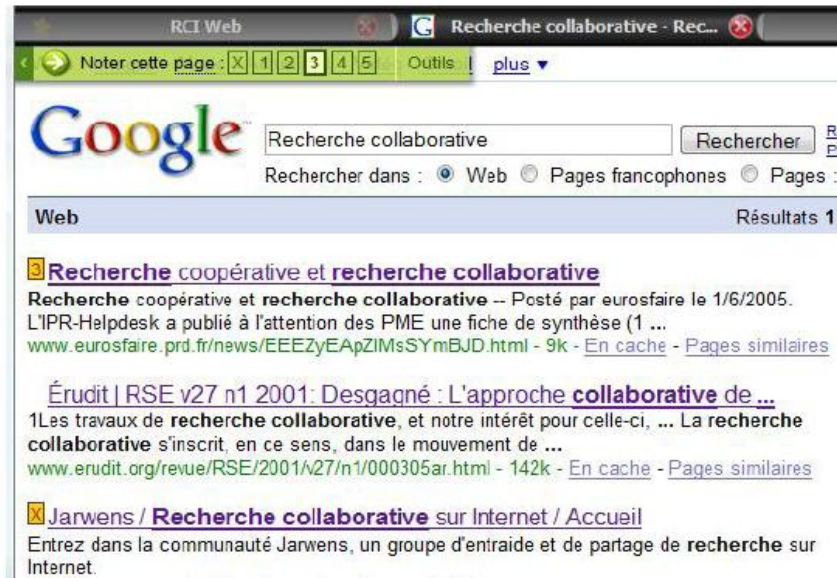 RCI Web
Recherche collaborative - Rec...
Noter cette page : X 1 2 3 4 5 Outils plus ▼
Google
Recherche collaborative
Rechercher
Rechercher dans : Web Pages francophones Pages :
Web Résultats 1
3 Recherche coopérative et recherche collaborative
Recherche coopérative et recherche collaborative -- Posté par eurosfaire le 1/6/2005.
L'IPR-Helpdesk a publié à l'attention des PME une fiche de synthèse (1 ...
www.eurosfaire.prd.fr/news/EEEZyEApZlMsSYmBJD.html - 9k - En cache - Pages similaires
Érudit | RSE v27 n1 2001: Desgagné : L'approche collaborative de ...
1Les travaux de recherche collaborative, et notre intérêt pour celle-ci, ... La recherche
collaborative s'inscrit, en ce sens, dans le mouvement de ...
www.erudit.org/revue/RSE/2001/v27/n1/000305ar.html - 142k - En cache - Pages similaires
X Jarwens / Recherche collaborative sur Internet / Accueil
Entrez dans la communauté Jarwens, un groupe d'entraide et de partage de recherche sur
Internet.